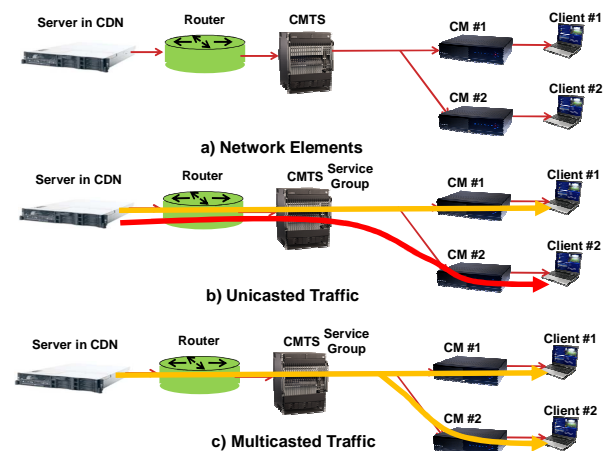 Server in CDN
Router
CMTS
CM #1
Client #1
CM #2
Client #2
a) Network Elements
Server in CDN
Router
CMTS
Service
Group
CM #1
Client #1
CM #2
Client #2
b) Unicasted Traffic
Server in CDN
Router
CMTS
Service
Group
CM #1
Client #1
CM #2
Client #2
c) Multicasted Traffic